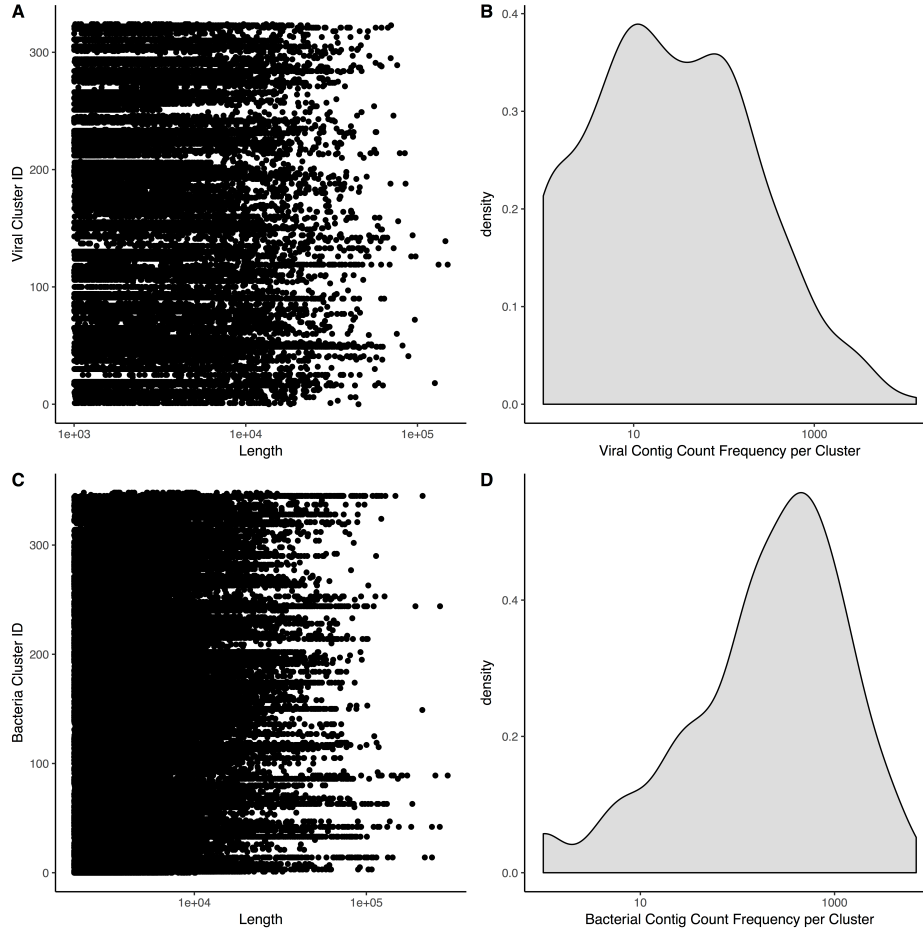 A
Viral Cluster ID
300
200
100
0
1e+03 1e+04 1e+05
Length
B
density
0.4
0.3
0.2
0.1
0.0
10 1000
Viral Contig Count Frequency per Cluster
C
Bacteria Cluster ID
300
200
100
0
1e+04 1e+05
Length
D
density
0.4
0.2
0.0
10 1000
Bacterial Contig Count Frequency per Cluster